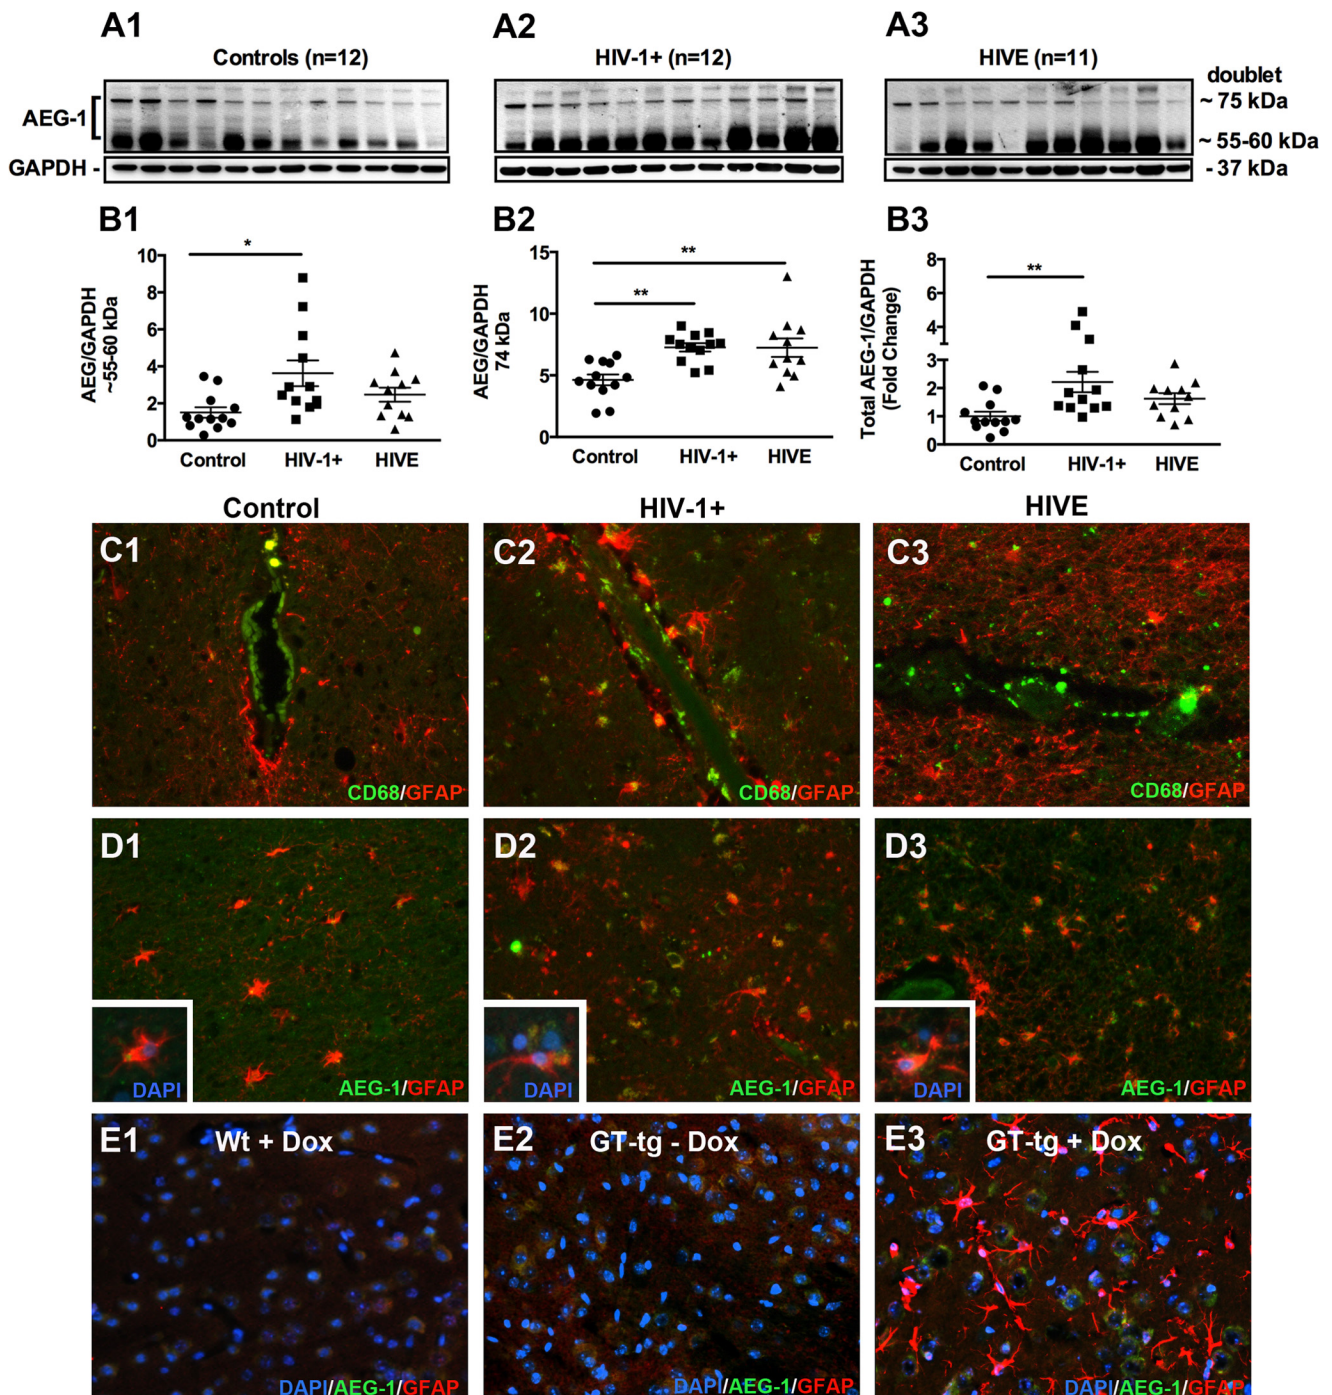 A1
A2
A3
Controls (n=12)
HIV-1+ (n=12)
HIVE (n=11)
doublet
~ 75 kDa
AEG-1
~ 55-60 kDa
GAPDH -
- 37 kDa
B1
B2
B3
AEG/GAPDH
~55-60 kDa
10
8
6
4
2
0
*
Control
HIV-1+
HIVE
AEG/GAPDH
74 kDa
15
10
5
0
**
**
Control
HIV-1+
HIVE
Total AEG-1/GAPDH
(Fold Change)
8
6
4
3
2
1
0
**
Control
HIV-1+
HIVE
Control
HIV-1+
HIVE
C1
CD68/GFAP
C2
CD68/GFAP
C3
CD68/GFAP
D1
DAPI
AEG-1/GFAP
D2
DAPI
AEG-1/GFAP
D3
DAPI
AEG-1/GFAP
E1
Wt + Dox
DAPI/AEG-1/GFAP
E2
GT-tg - Dox
DAPI/AEG-1/GFAP
E3
GT-tg + Dox
DAPI/AEG-1/GFAP